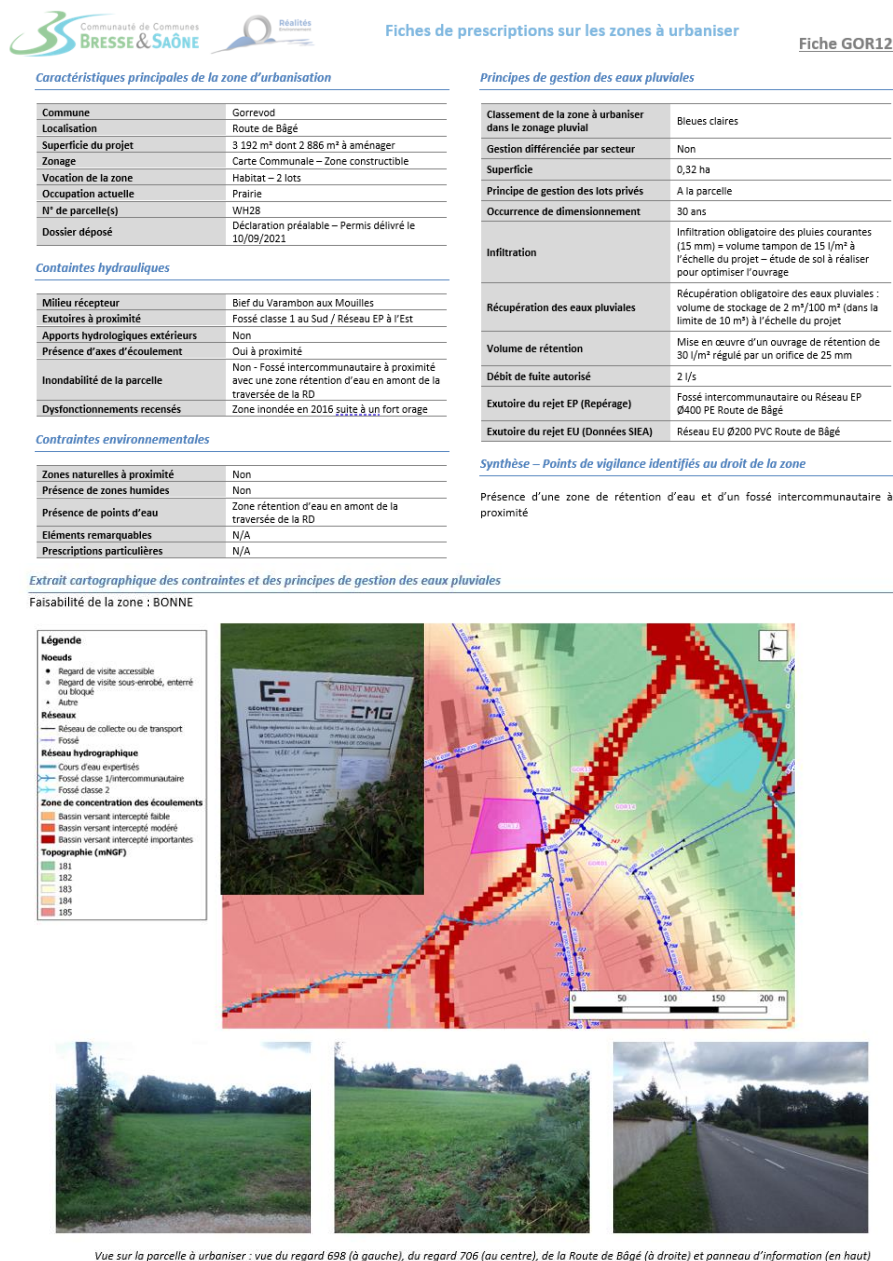 Communauté de Communes
BRESSE & SAÔNE
Réalités
Environnement
Fiches de prescriptions sur les zones à urbaniser
Fiche GOR12
Caractéristiques principales de la zone d'urbanisation
Commune Gorrevod
Localisation Route de Bâgé
Superficie du projet 3 192 m² dont 2 886 m² à aménager
Zonage Carte Communale – Zone constructible
Vocation de la zone Habitat – 2 lots
Occupation actuelle Prairie
N° de parcelle(s) WH28
Dossier déposé Déclaration préalable – Permis délivré le
10/09/2021
Containtes hydrauliques
Milieu récepteur Bief du Varambon aux Mouilles
Exutoires à proximité Fossé classe 1 au Sud / Réseau EP à l'Est
Apports hydrologiques extérieurs Non
Présence d'axes d'écoulement Oui à proximité
Inondabilité de la parcelle Non - Fossé intercommunautaire à proximité
avec une zone rétention d'eau en amont de la
traversée de la RD
Dysfonctionnements recensés Zone inondée en 2016 suite à un fort orage
Contraintes environnementales
Zones naturelles à proximité Non
Présence de zones humides Non
Présence de points d'eau Zone rétention d'eau en amont de la
traversée de la RD
Eléments remarquables N/A
Prescriptions particulières N/A
Principes de gestion des eaux pluviales
Classement de la zone à urbaniser
dans le zonage pluvial Bleues claires
Gestion différenciée par secteur Non
Superficie 0,32 ha
Principe de gestion des lots privés A la parcelle
Occurrence de dimensionnement 30 ans
Infiltration Infiltration obligatoire des pluies courantes
(15 mm) = volume tampon de 15 l/m² à
l'échelle du projet – étude de sol à réaliser
pour optimiser l'ouvrage
Récupération des eaux pluviales Récupération obligatoire des eaux pluviales :
volume de stockage de 2 m³/100 m² (dans la
limite de 10 m³) à l'échelle du projet
Volume de rétention Mise en œuvre d'un ouvrage de rétention de
30 l/m² régulé par un orifice de 25 mm
Débit de fuite autorisé 2 l/s
Exutoire du rejet EP (Repérage) Fossé intercommunautaire ou Réseau EP
Ø400 PE Route de Bâgé
Exutoire du rejet EU (Données SIEA) Réseau EU Ø200 PVC Route de Bâgé
Synthèse – Points de vigilance identifiés au droit de la zone
Présence d'une zone de rétention d'eau et d'un fossé intercommunautaire à
proximité
Extrait cartographique des contraintes et des principes de gestion des eaux pluviales
Faisabilité de la zone : BONNE
Légende
Noeuds
Regard de visite accessible
Regard de visite sous-enrobé, enterré
ou bloqué
Autre
Réseaux
Réseau de collecte ou de transport
Fossé
Réseau hydrographique
Cours d'eau expertisés
Fossé classe 1/intercommunautaire
Fossé classe 2
Zone de concentration des écoulements
Bassin versant intercepté faible
Bassin versant intercepté modéré
Bassin versant intercepté importantes
Topographie (mNGF)
181
182
183
184
185
GÉOMÈTRE-EXPERT
CABINET MONIN
CMG
DÉCLARATION PRÉALABLE
PERMIS D'AMÉNAGER
GOR12
N
0 50 100 150 200 m
Vue sur la parcelle à urbaniser : vue du regard 698 (à gauche), du regard 706 (au centre), de la Route de Bâgé (à droite) et panneau d'information (en haut)